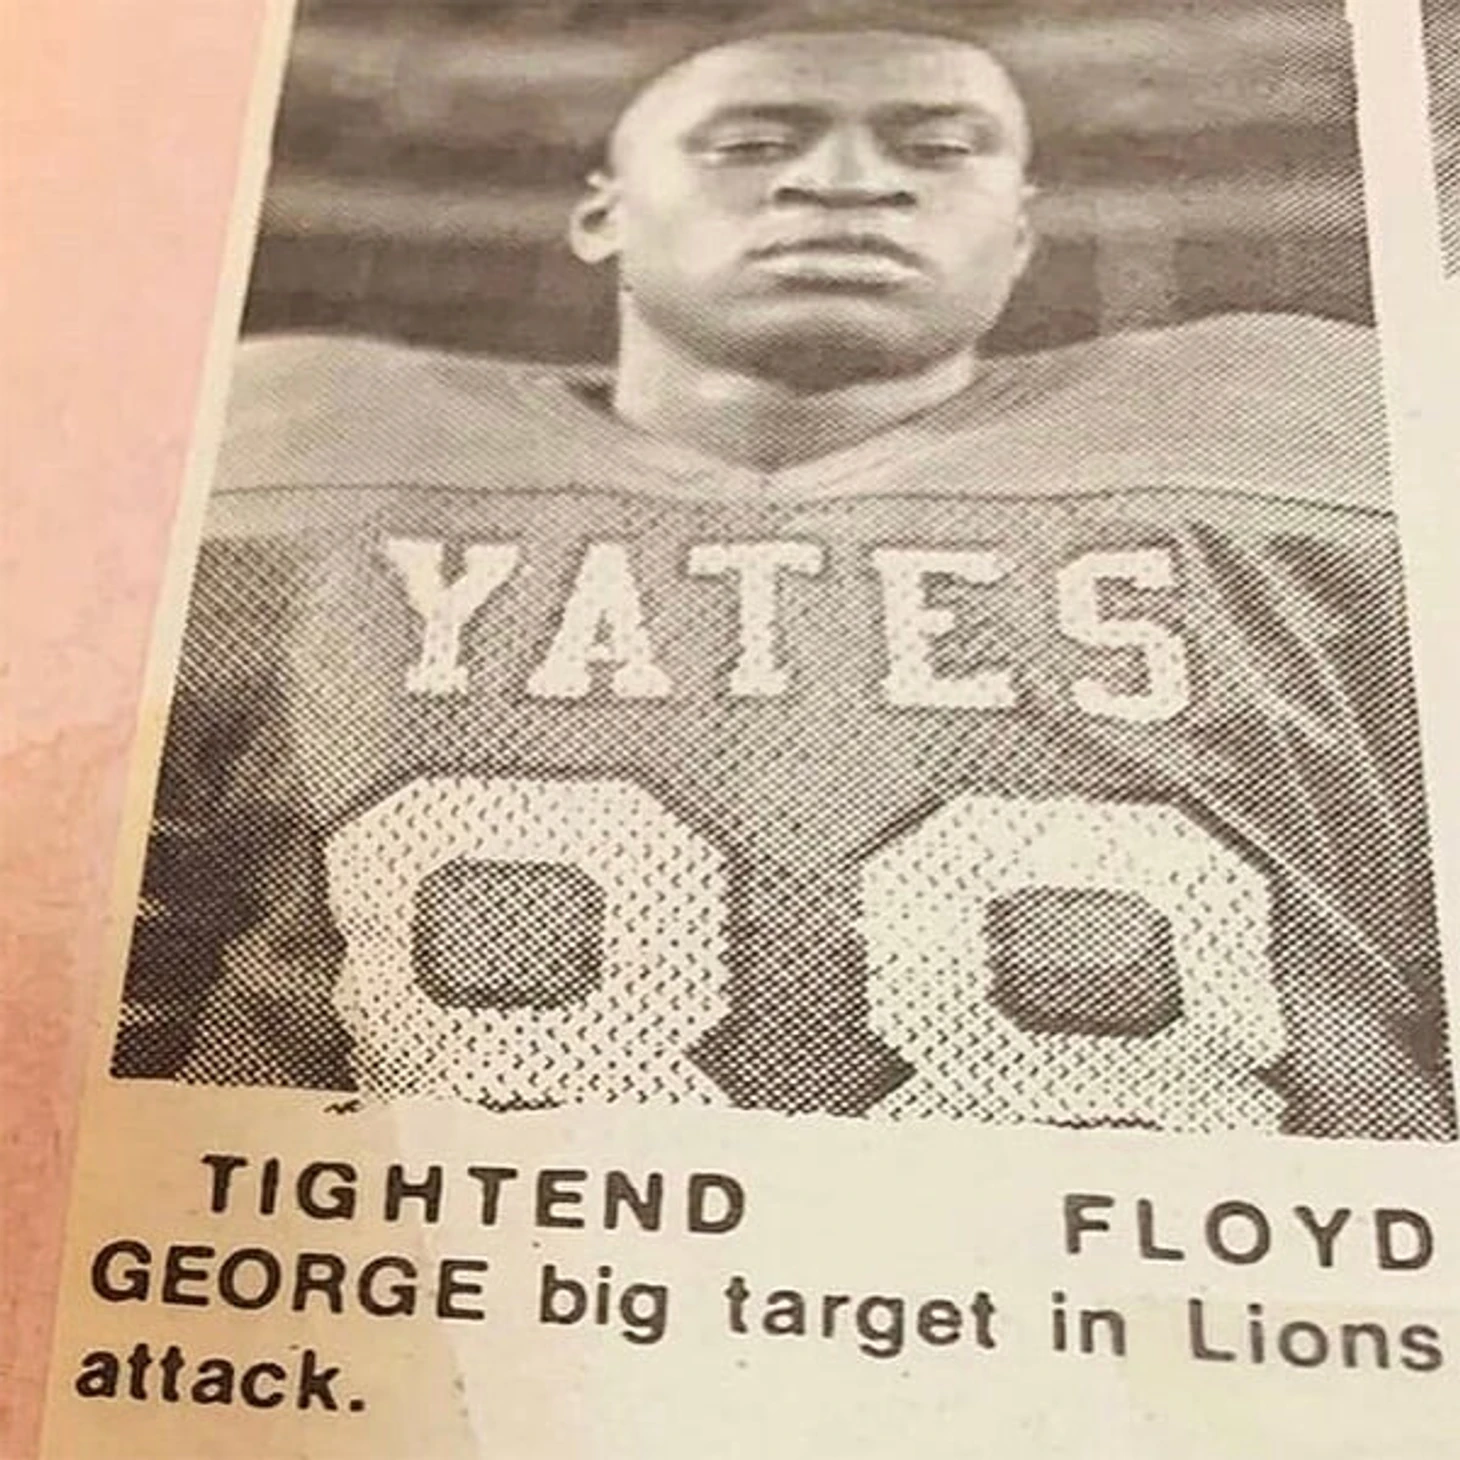 YATES
88
TIGHTEND FLOYD
GEORGE big target in Lions
attack.